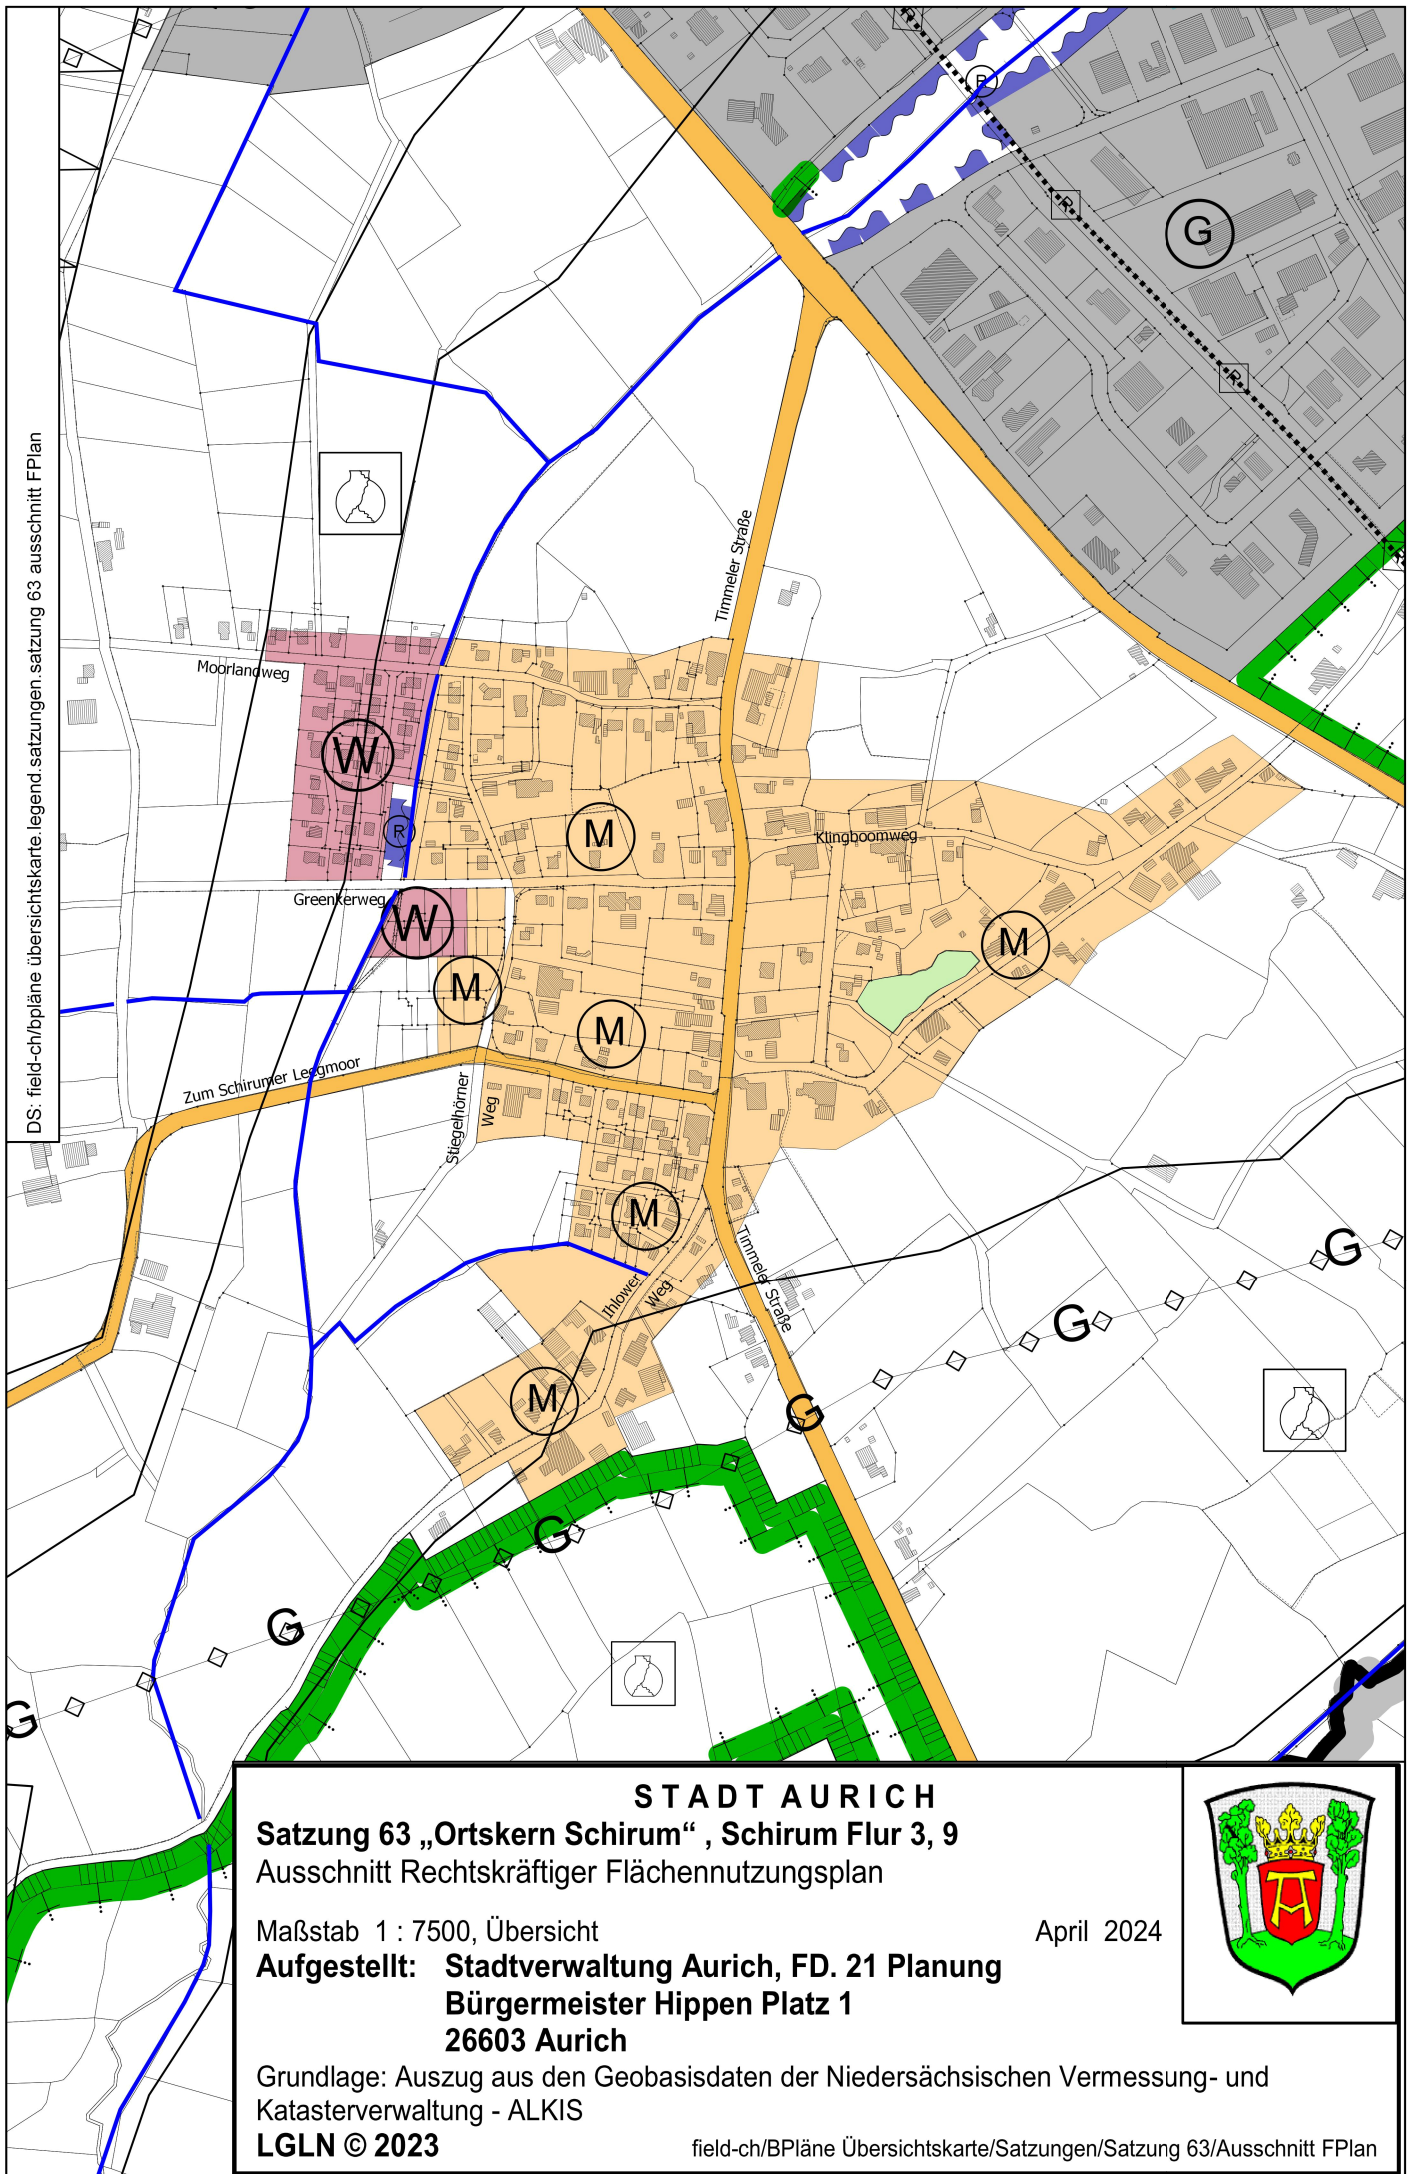 DS: field-ch/bpläne übersichtskarte.legend.satzungen.satzung 63 ausschnitt FPlan
R
R
R
G
R
R
Timmeler Straße
Moorlandweg
W
R
M
Klingboomweg
Greenkerweg
W
M
M
M
Zum Schirumer Leegmoor
Stiegelhörner
Weg
M
Timmeler Straße
Ihlower
Weg
G
G
M
G
G
G
G
STADT AURICH
Satzung 63 „Ortskern Schirum“ , Schirum Flur 3, 9
Ausschnitt Rechtskräftiger Flächennutzungsplan
Maßstab 1 : 7500, Übersicht April 2024
Aufgestellt: Stadtverwaltung Aurich, FD. 21 Planung
Bürgermeister Hippen Platz 1
26603 Aurich
Grundlage: Auszug aus den Geobasisdaten der Niedersächsischen Vermessung- und
Katasterverwaltung - ALKIS
LGLN © 2023 field-ch/BPläne Übersichtskarte/Satzungen/Satzung 63/Ausschnitt FPlan